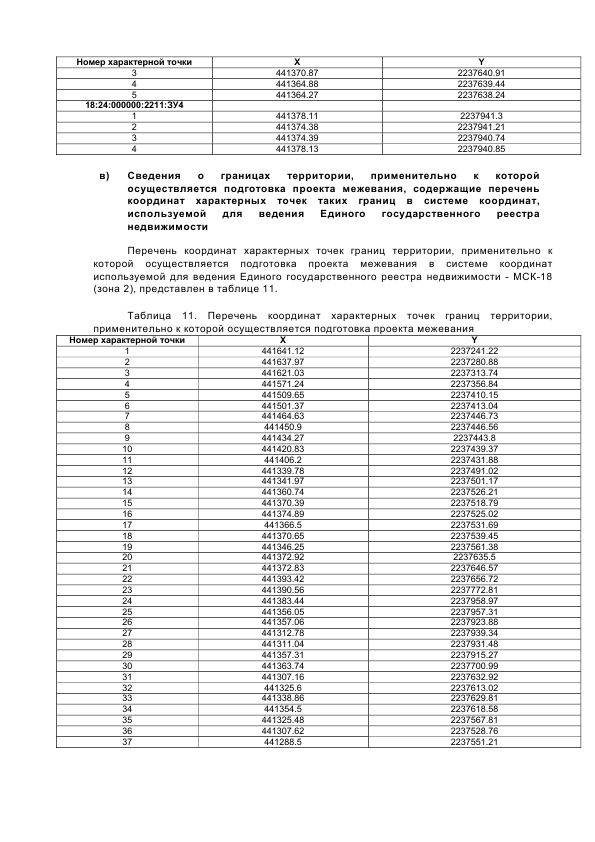 Номер характерной точки X Y
3 441370.87 2237640.91
4 441364.88 2237639.44
5 441364.27 2237638.24
18:24:000000:2211:ЗУ4
1 441378.11 2237941.3
2 441374.38 2237941.21
3 441374.39 2237940.74
4 441378.13 2237940.85
в) Сведения о границах территории, применительно к которой
осуществляется подготовка проекта межевания, содержащие перечень
координат характерных точек таких границ в системе координат,
используемой для ведения Единого государственного реестра
недвижимости
Перечень координат характерных точек границ территории, применительно к
которой осуществляется подготовка проекта межевания в системе координат
используемой для ведения Единого государственного реестра недвижимости - МСК-18
(зона 2), представлен в таблице 11.
Таблица 11. Перечень координат характерных точек границ территории,
применительно к которой осуществляется подготовка проекта межевания
Номер характерной точки X Y
1 441641.12 2237241.22
2 441637.97 2237280.88
3 441621.03 2237313.74
4 441571.24 2237356.84
5 441509.65 2237410.15
6 441501.37 2237413.04
7 441464.63 2237446.73
8 441450.9 2237446.56
9 441434.27 2237443.8
10 441420.83 2237439.37
11 441406.2 2237431.88
12 441339.78 2237491.02
13 441341.97 2237501.17
14 441360.74 2237526.21
15 441370.39 2237518.79
16 441374.89 2237525.02
17 441366.5 2237531.69
18 441370.65 2237539.45
19 441346.25 2237561.38
20 441372.92 2237635.5
21 441372.83 2237646.57
22 441393.42 2237656.72
23 441390.56 2237772.81
24 441383.44 2237958.97
25 441356.05 2237957.31
26 441357.06 2237923.88
27 441312.78 2237939.34
28 441311.04 2237931.48
29 441357.31 2237915.27
30 441363.74 2237700.99
31 441307.16 2237632.92
32 441325.6 2237613.02
33 441338.86 2237629.81
34 441354.5 2237618.58
35 441325.48 2237567.81
36 441307.62 2237528.76
37 441288.5 2237551.21